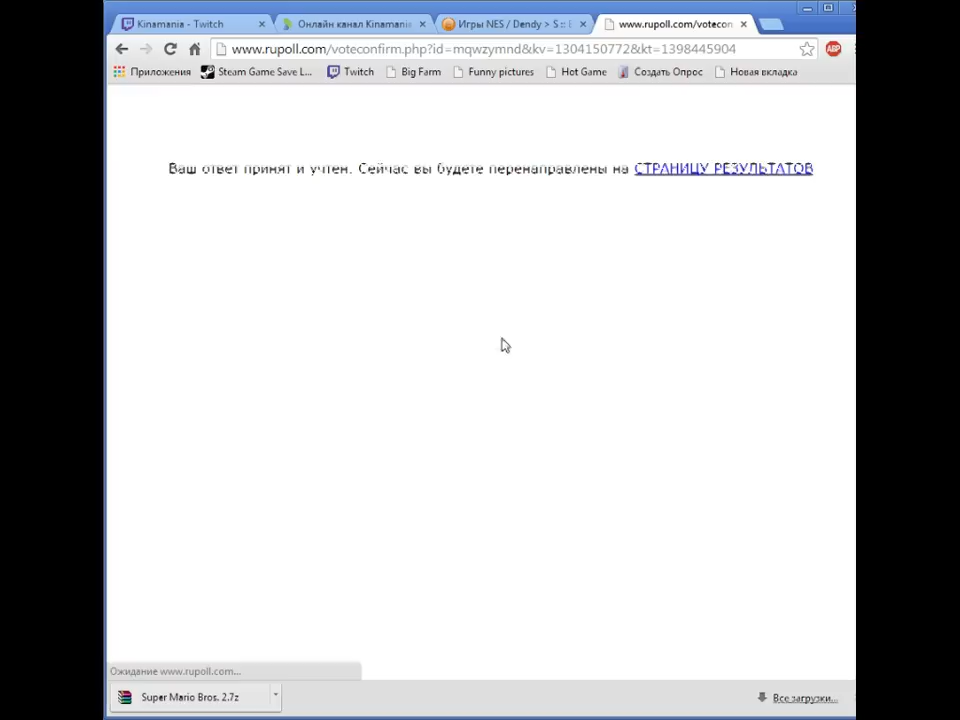 Kinamania - Twitch
Онлайн канал Kinamania
Игры NES / Dendy > S ::
www.rupoll.com/votecon
www.rupoll.com/voteconfirm.php?id=mqwzymnd&kv=1304150772&kt=1398445904
ABP
Приложения
Steam Game Save L...
Twitch
Big Farm
Funny pictures
Hot Game
Создать Опрос
Новая вкладка
Ваш ответ принят и учтен. Сейчас вы будете перенаправлены на СТРАНИЦУ РЕЗУЛЬТАТОВ
Ожидание www.rupoll.com...
Super Mario Bros. 2.7z
Все загрузки...